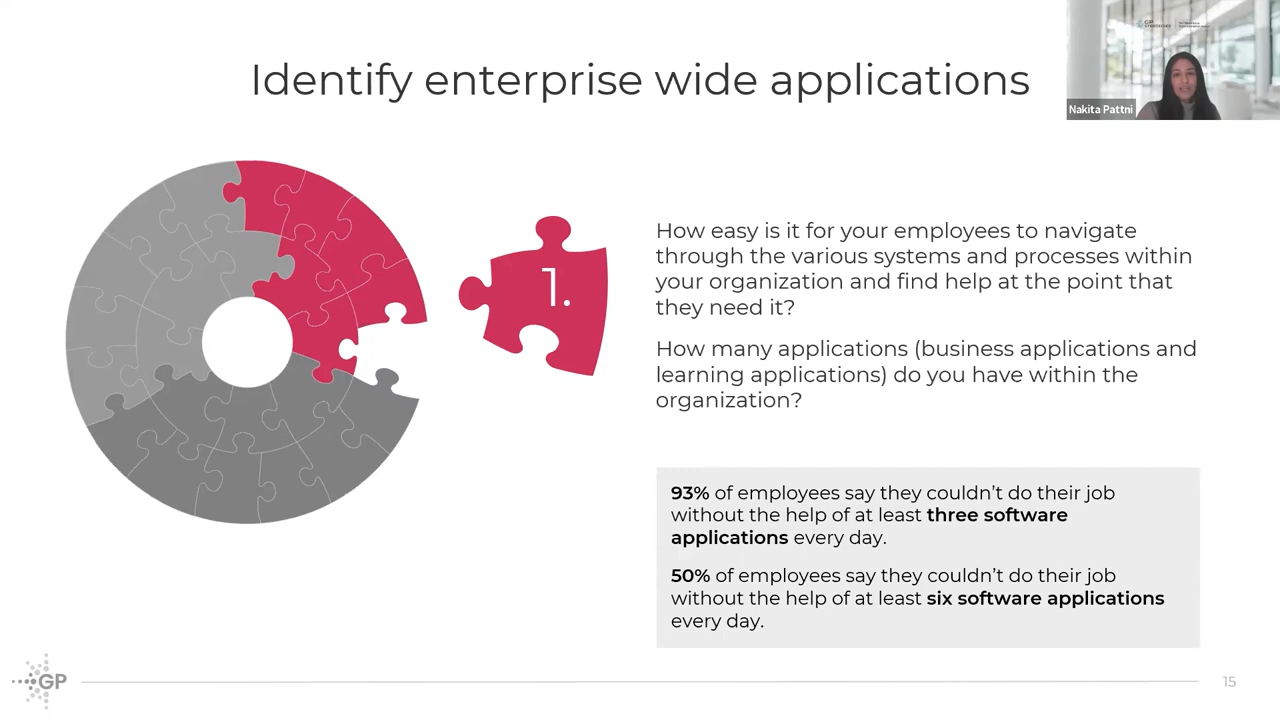 Identify enterprise wide applications
Nakita Pattni
1.
How easy is it for your employees to navigate
through the various systems and processes within
your organization and find help at the point that
they need it?
How many applications (business applications and
learning applications) do you have within the
organization?
93% of employees say they couldn’t do their job
without the help of at least three software
applications every day.
50% of employees say they couldn’t do their job
without the help of at least six software applications
every day.
GP
15